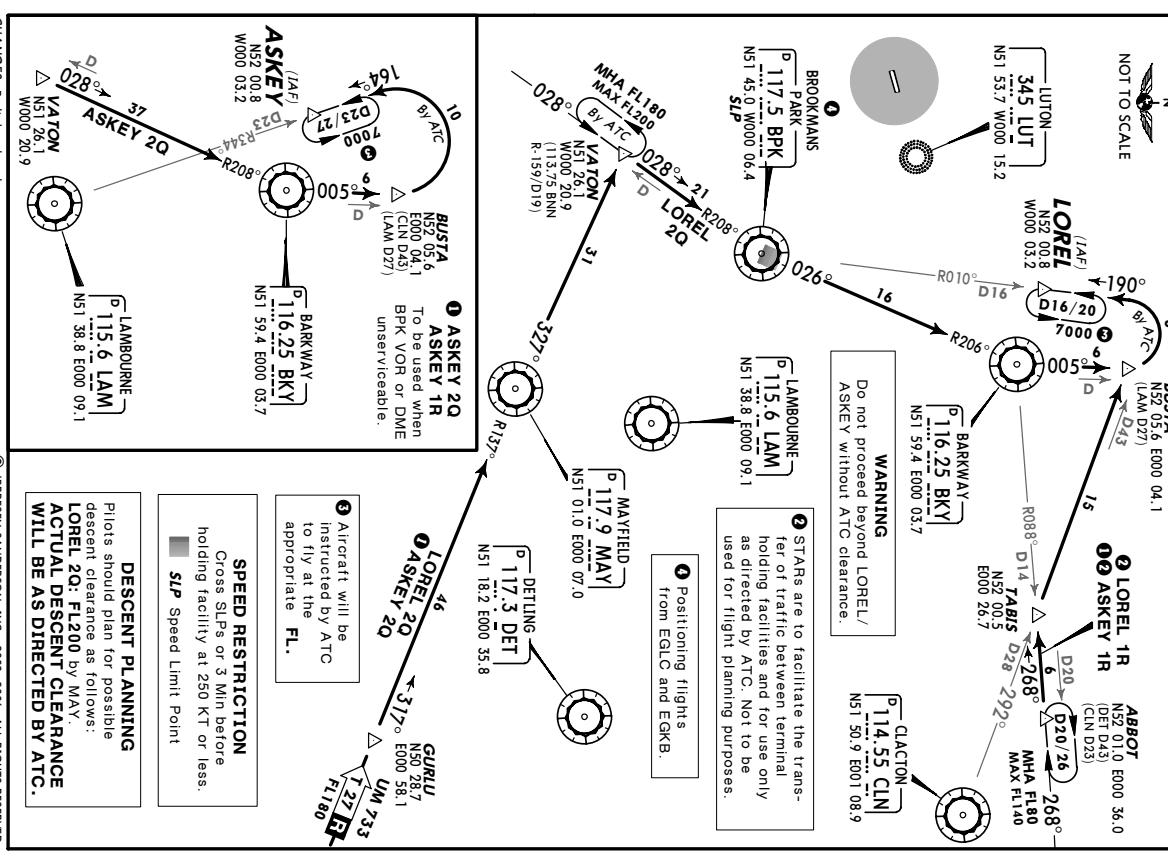 NOT TO SCALE
LUTON
345 LUT
N51 53.7 W000 15.2
LOREL
(IAF)
N52 00.8
W000 03.2
190°
D16/20
7000 3
By ATC
6
005°
D
N52 05.6 E000 04.1
(LAM D27)
D43
15
4
BROOKMANS
PARK
D
117.5 BPK
N51 45.0 W000 06.4
SLP
R010°
D16
026°
16
R206°
BARKWAY
D
116.25 BKY
N51 59.4 E000 03.7
R088°
D14
TABIS
N52 00.5
E000 26.7
2 LOREL 1R
1 2 ASKEY 1R
ABBOT
N52 01.0 E000 36.0
(DET D43)
(CLN D23)
D20
6
268°
D20/26
268°
MHA FL80
MAX FL140
D28
292°
CLACTON
D
114.55 CLN
N51 50.9 E001 08.9
WARNING
Do not proceed beyond LOREL/
ASKEY without ATC clearance.
2 STARs are to facilitate the trans-
fer of traffic between terminal
holding facilities and for use only
as directed by ATC. Not to be
used for flight planning purposes.
4 Positioning flights
from EGLC and EGKB.
MHA FL180
MAX FL200
By ATC
028°
VATON
N51 26.1
W000 20.9
(113.75 BNN
R-159/D19)
028°
21
R208°
D
LOREL
2Q
31
327°
LAMBOURNE
D
115.6 LAM
N51 38.8 E000 09.1
MAYFIELD
D
117.9 MAY
N51 01.0 E000 07.0
R137°
DETLING
D
117.3 DET
N51 18.2 E000 35.8
LOREL 2Q
1 ASKEY 2Q
46
317°
GURLU
N50 28.7
E000 58.1
UM 733
T 27 R
FL180
3 Aircraft will be
instructed by ATC
to fly at the
appropriate FL.
SPEED RESTRICTION
Cross SLPs or 3 Min before
holding facility at 250 KT or less.
SLP Speed Limit Point
DESCENT PLANNING
Pilots should plan for possible
descent clearance as follows:
LOREL 2Q: FL200 by MAY.
ACTUAL DESCENT CLEARANCE
WILL BE AS DIRECTED BY ATC.
ASKEY
(IAF)
N52 00.8
W000 03.2
164°
D23/27
7000
3
By ATC
10
BUSTA
N52 05.6
E000 04.1
(CLN D43)
(LAM D27)
6
005°
D
D
028°
37
ASKEY 2Q
R208°
D23
R344°
VATON
N51 26.1
W000 20.9
BARKWAY
D
116.25 BKY
N51 59.4 E000 03.7
LAMBOURNE
D
115.6 LAM
N51 38.8 E000 09.1
1 ASKEY 2Q
ASKEY 1R
To be used when
BPK VOR or DME
unserviceable.